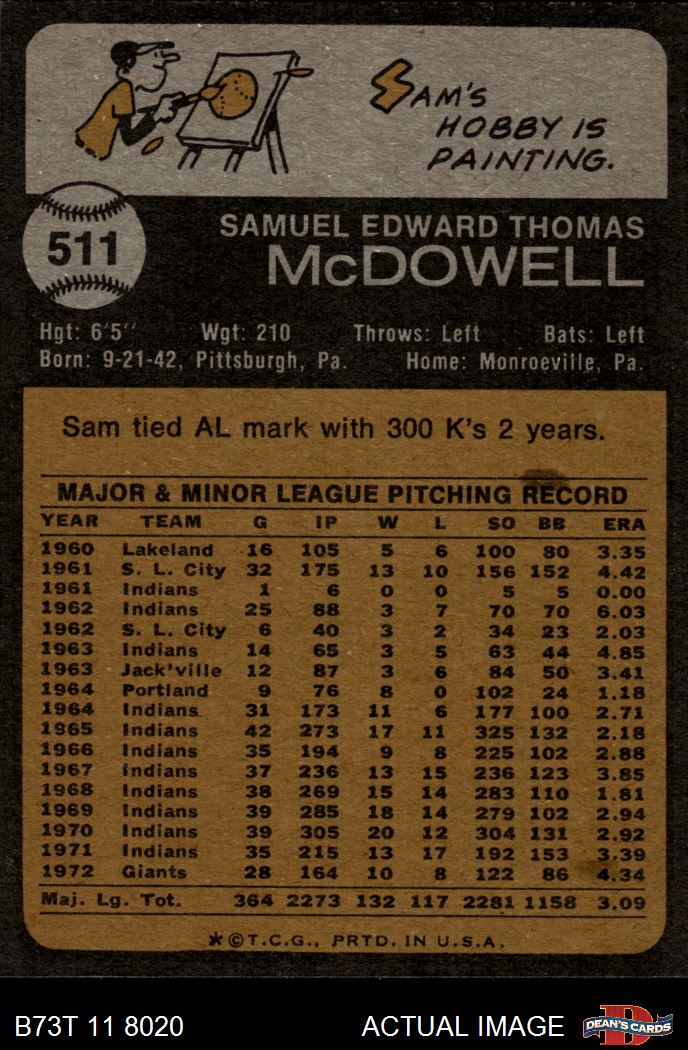 SAM'S
HOBBY IS
PAINTING.
511
SAMUEL EDWARD THOMAS
McDOWELL
Hgt: 6'5'' Wgt: 210 Throws: Left Bats: Left
Born: 9-21-42, Pittsburgh, Pa. Home: Monroeville, Pa.
Sam tied AL mark with 300 K's 2 years.
MAJOR & MINOR LEAGUE PITCHING RECORD
YEAR TEAM G IP W L SO BB ERA
1960 Lakeland 16 105 5 6 100 80 3.35
1961 S. L. City 32 175 13 10 156 152 4.42
1961 Indians 1 6 0 0 5 5 0.00
1962 Indians 25 88 3 7 70 70 6.03
1962 S. L. City 6 40 3 2 34 23 2.03
1963 Indians 14 65 3 5 63 44 4.85
1963 Jack'ville 12 87 3 6 84 50 3.41
1964 Portland 9 76 8 0 102 24 1.18
1964 Indians 31 173 11 6 177 100 2.71
1965 Indians 42 273 17 11 325 132 2.18
1966 Indians 35 194 9 8 225 102 2.88
1967 Indians 37 236 13 15 236 123 3.85
1968 Indians 38 269 15 14 283 110 1.81
1969 Indians 39 285 18 14 279 102 2.94
1970 Indians 39 305 20 12 304 131 2.92
1971 Indians 35 215 13 17 192 153 3.39
1972 Giants 28 164 10 8 122 86 4.34
Maj. Lg. Tot. 364 2273 132 117 2281 1158 3.09
*©T.C.G., PRTD. IN U.S.A.
B73T 11 8020 ACTUAL IMAGE DEAN'S CARDS